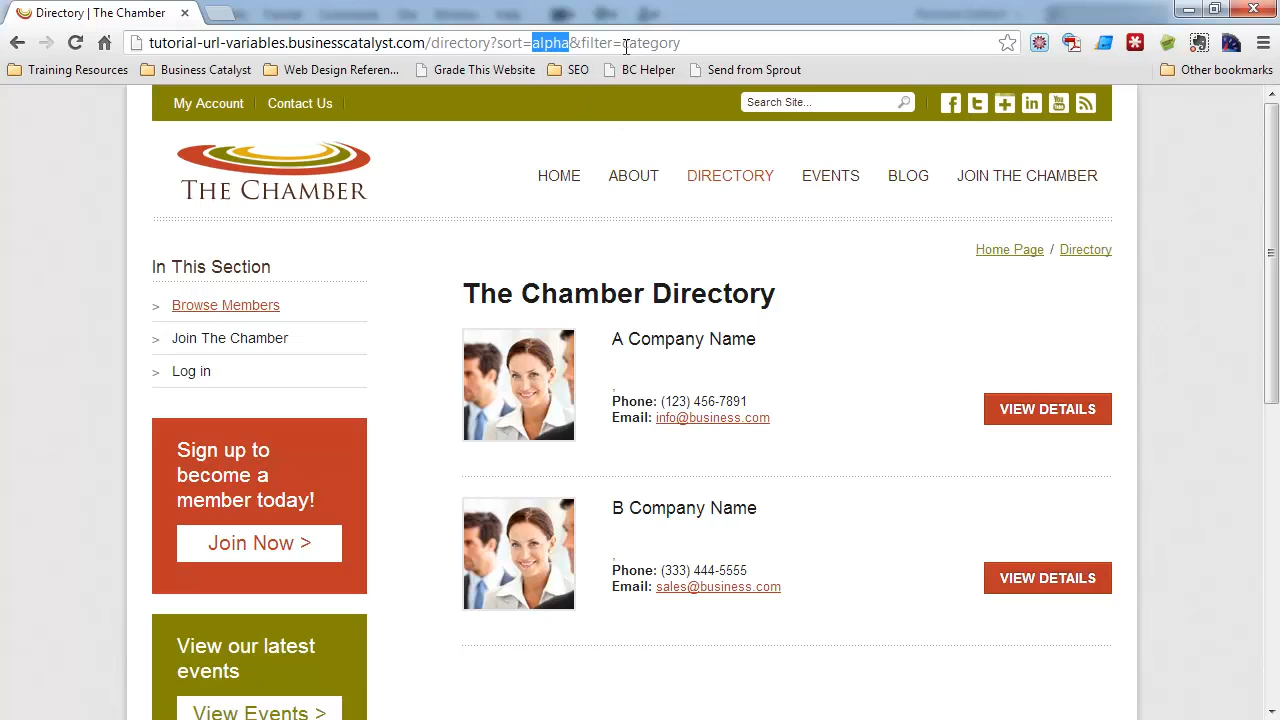 Directory | The Chamber
tutorial-url-variables.businesscatalyst.com/directory?sort=alpha&filter=category
Training Resources Business Catalyst Web Design Referen... Grade This Website SEO BC Helper Send from Sprout Other bookmarks
My Account Contact Us Search Site...
THE CHAMBER
HOME ABOUT DIRECTORY EVENTS BLOG JOIN THE CHAMBER
Home Page / Directory
In This Section
> Browse Members
> Join The Chamber
> Log in
Sign up to
become a
member today!
Join Now >
View our latest
events
View Events >
The Chamber Directory
A Company Name
,
Phone: (123) 456-7891
Email: info@business.com
VIEW DETAILS
B Company Name
,
Phone: (333) 444-5555
Email: sales@business.com
VIEW DETAILS